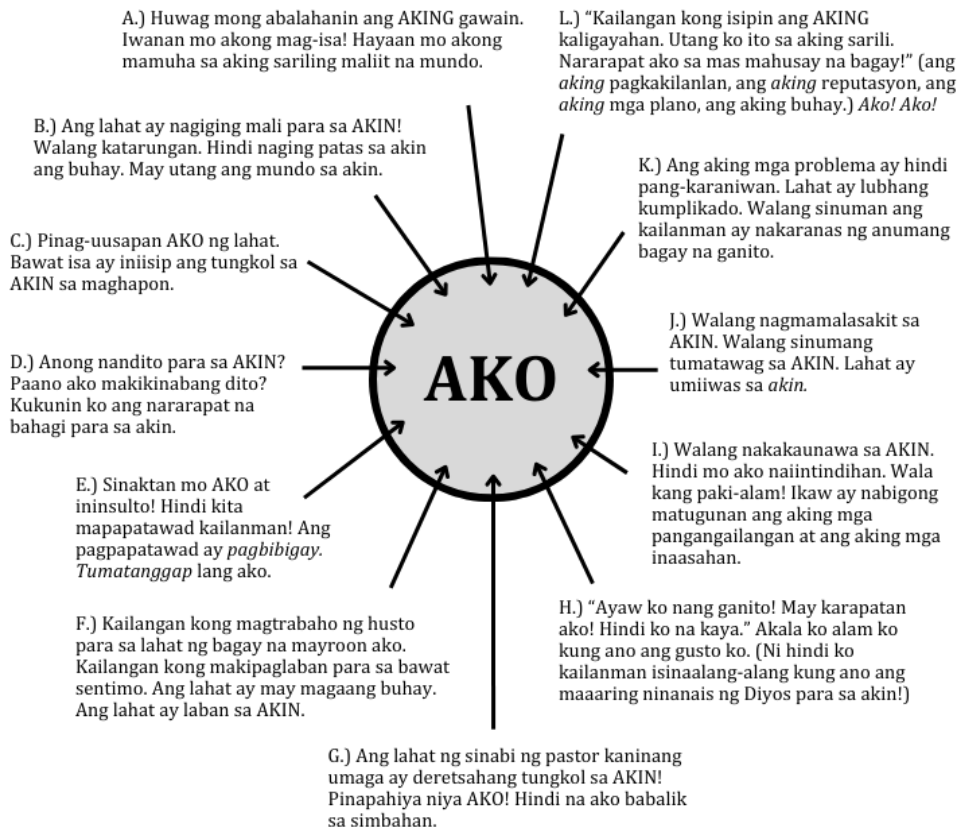 A.) Huwag mong abalahanin ang AKING gawain.
Iwanan mo akong mag-isa! Hayaan mo akong
mamuha sa aking sariling maliit na mundo.
B.) Ang lahat ay nagiging mali para sa AKIN!
Walang katarungan. Hindi naging patas sa akin
ang buhay. May utang ang mundo sa akin.
C.) Pinag-uusapan AKO ng lahat.
Bawat isa ay iniisip ang tungkol sa
AKIN sa maghapon.
D.) Anong nandito para sa AKIN?
Paano ako makikinabang dito?
Kukunin ko ang nararapat na
bahagi para sa akin.
E.) Sinaktan mo AKO at
ininsulto! Hindi kita
mapapatawad kailanman! Ang
pagpapatawad ay pagbibigay.
Tumatanggap lang ako.
F.) Kailangan kong magtrabaho ng husto
para sa lahat ng bagay na mayroon ako.
Kailangan kong makipaglaban para sa bawat
sentimo. Ang lahat ay may magaang buhay.
Ang lahat ay laban sa AKIN.
G.) Ang lahat ng sinabi ng pastor kaninang
umaga ay deretsahang tungkol sa AKIN!
Pinapahiya niya AKO! Hindi na ako babalik
sa simbahan.
H.) “Ayaw ko nang ganito! May karapatan
ako! Hindi ko na kaya.” Akala ko alam ko
kung ano ang gusto ko. (Ni hindi ko
kailanman isinaalang-alang kung ano ang
maaaring ninanais ng Diyos para sa akin!)
I.) Walang nakakaunawa sa AKIN.
Hindi mo ako naiintindihan. Wala
kang paki-alam! Ikaw ay nabigong
matugunan ang aking mga
pangangailangan at ang aking mga
inaasahan.
J.) Walang nagmamalasakit sa
AKIN. Walang sinumang
tumatawag sa AKIN. Lahat ay
umiiwas sa akin.
K.) Ang aking mga problema ay hindi
pang-karaniwan. Lahat ay lubhang
kumplikado. Walang sinuman ang
kailanman ay nakaranas ng anumang
bagay na ganito.
L.) “Kailangan kong isipin ang AKING
kaligayahan. Utang ko ito sa aking sarili.
Nararapat ako sa mas mahusay na bagay!” (ang
aking pagkakilanlan, ang aking reputasyon, ang
aking mga plano, ang aking buhay.) Ako! Ako!
AKO